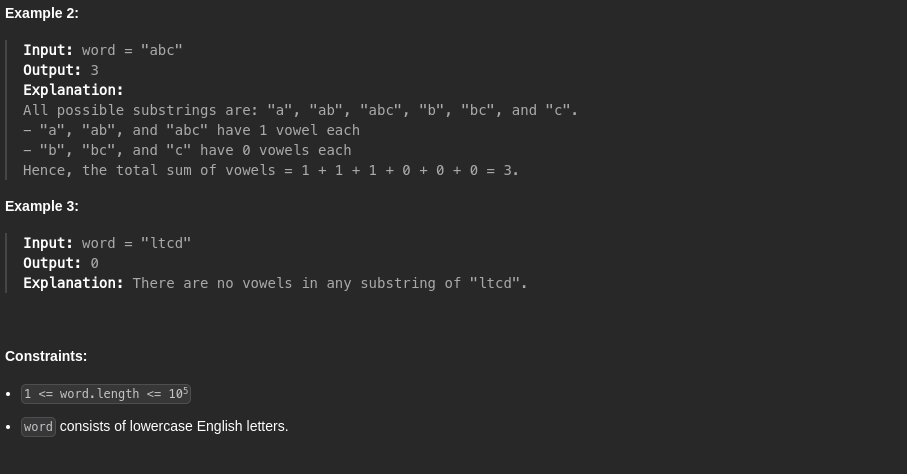 Example 2:
Input: word = "abc"
Output: 3
Explanation:
All possible substrings are: "a", "ab", "abc", "b", "bc", and "c".
- "a", "ab", and "abc" have 1 vowel each
- "b", "bc", and "c" have 0 vowels each
Hence, the total sum of vowels = 1 + 1 + 1 + 0 + 0 + 0 = 3.
Example 3:
Input: word = "ltcd"
Output: 0
Explanation: There are no vowels in any substring of "ltcd".
Constraints:
• 1 <= word.length <= 10⁵
• word consists of lowercase English letters.